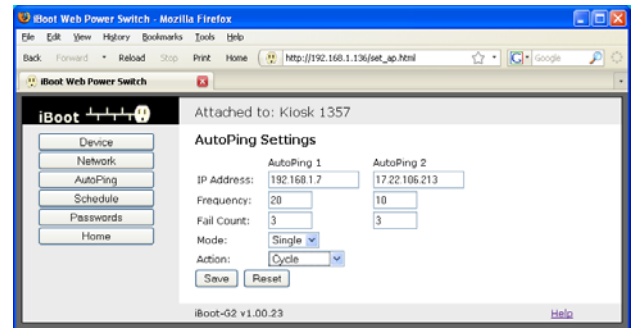 iBoot Web Power Switch - Mozilla Firefox
File Edit View History Bookmarks Tools Help
Back Forward Reload Stop Print Home http://192.168.1.136/set_ap.html Google
iBoot Web Power Switch
iBoot
Attached to: Kiosk 1357
Device
Network
AutoPing
Schedule
Passwords
Home
AutoPing Settings
AutoPing 1 AutoPing 2
IP Address: 192.168.1.7 17.22.106.213
Frequency: 20 10
Fail Count: 3 3
Mode: Single
Action: Cycle
Save Reset
iBoot-G2 v1.00.23 Help